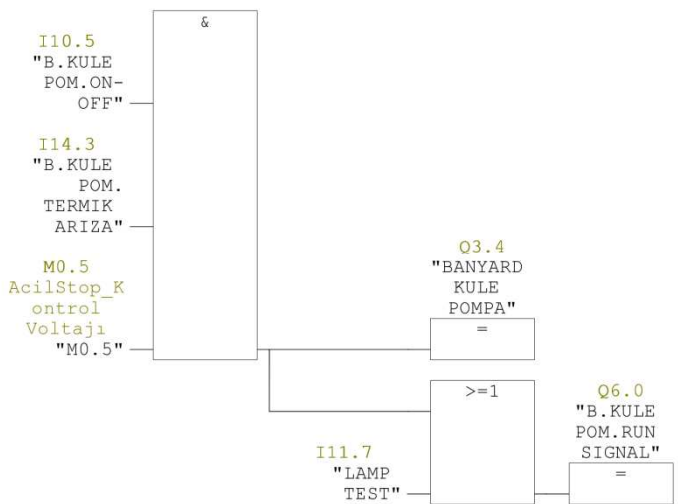 &
I10.5
"B.KULE
POM.ON-
OFF"
I14.3
"B.KULE
POM.
TERMIK
ARIZA"
M0.5
AcilStop_K
ontrol
Voltajı
"M0.5"
Q3.4
"BANYARD
KULE
POMPA"
=
>=1
I11.7
"LAMP
TEST"
Q6.0
"B.KULE
POM.RUN
SIGNAL"
=